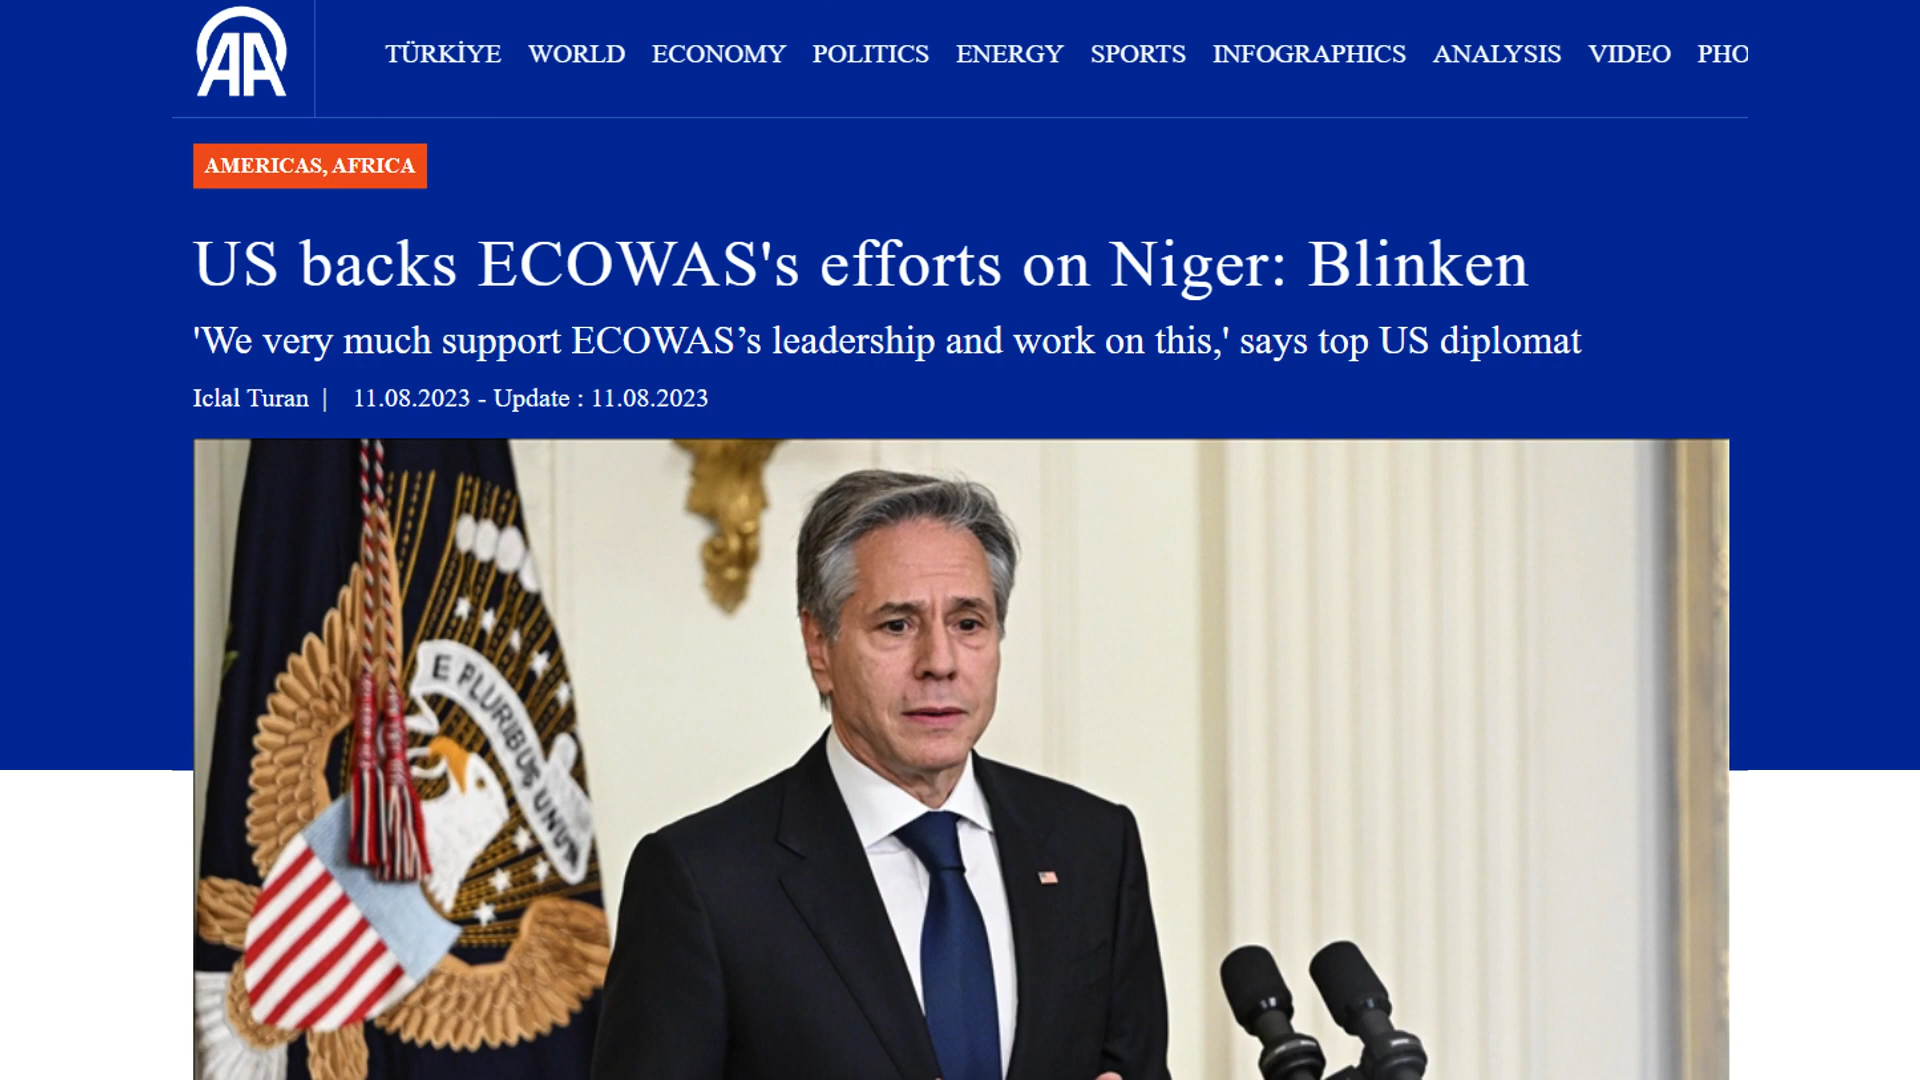 AA
TÜRKİYE WORLD ECONOMY POLITICS ENERGY SPORTS INFOGRAPHICS ANALYSIS VIDEO PHO
AMERICAS, AFRICA
US backs ECOWAS's efforts on Niger: Blinken
'We very much support ECOWAS’s leadership and work on this,' says top US diplomat
Iclal Turan | 11.08.2023 - Update : 11.08.2023
E PLURIBUS UNUM